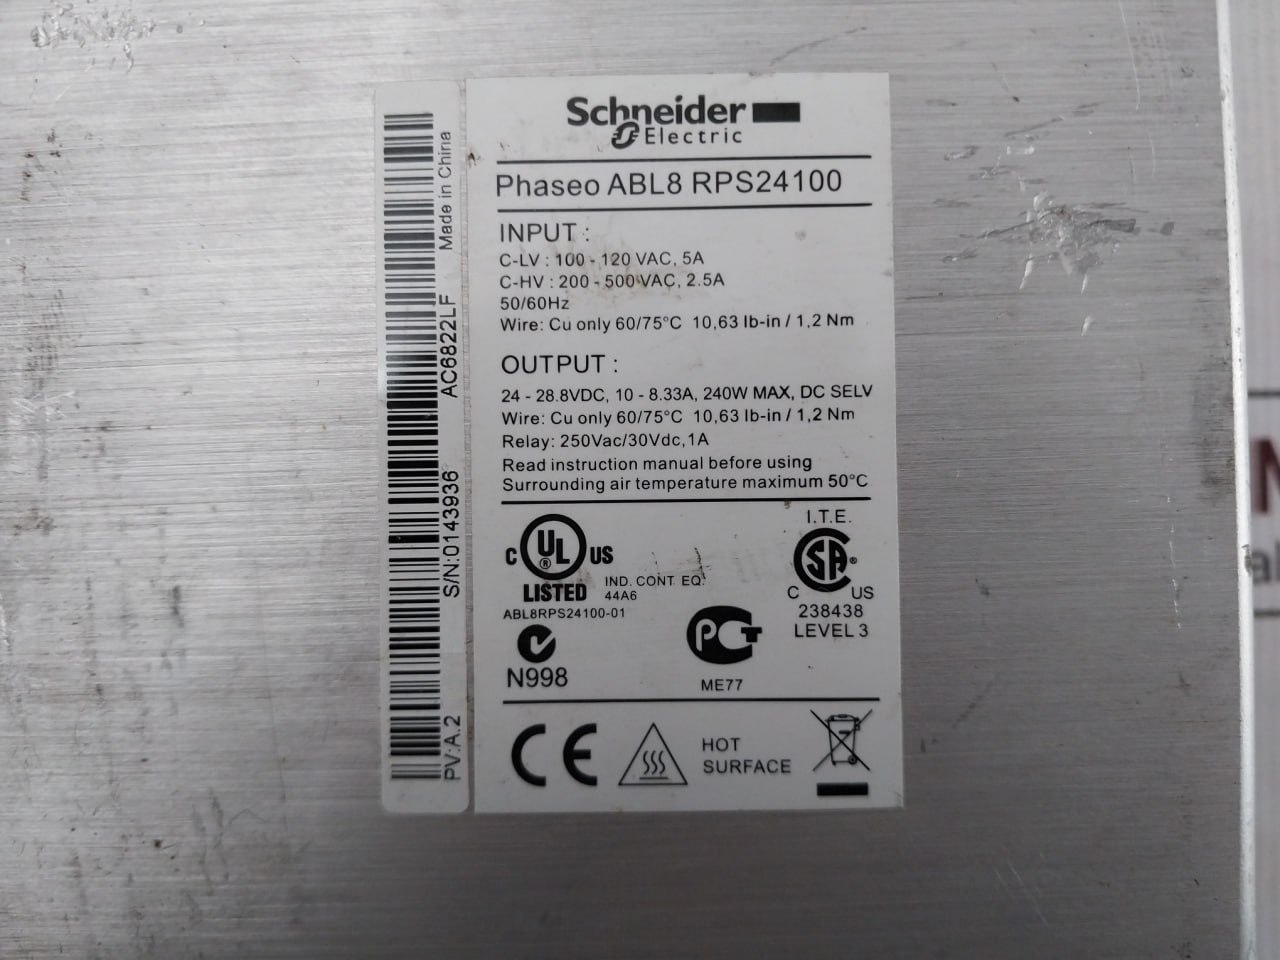 Made in China
AC6822LF
S/N:0143936
PV:A.2
Schneider
Electric
Phaseo ABL8 RPS24100
INPUT :
C-LV : 100 - 120 VAC, 5A
C-HV : 200 - 500 VAC, 2.5A
50/60Hz
Wire: Cu only 60/75°C 10,63 lb-in / 1,2 Nm
OUTPUT :
24 - 28.8VDC, 10 - 8.33A, 240W MAX, DC SELV
Wire: Cu only 60/75°C 10,63 lb-in / 1,2 Nm
Relay: 250Vac/30Vdc,1A
Read instruction manual before using
Surrounding air temperature maximum 50°C
C UL ® US
LISTED
IND. CONT. EQ.
44A6
ABL8RPS24100-01
N998
PCT
ME77
I.T.E.
SA ®
C US
238438
LEVEL 3
CE
HOT
SURFACE